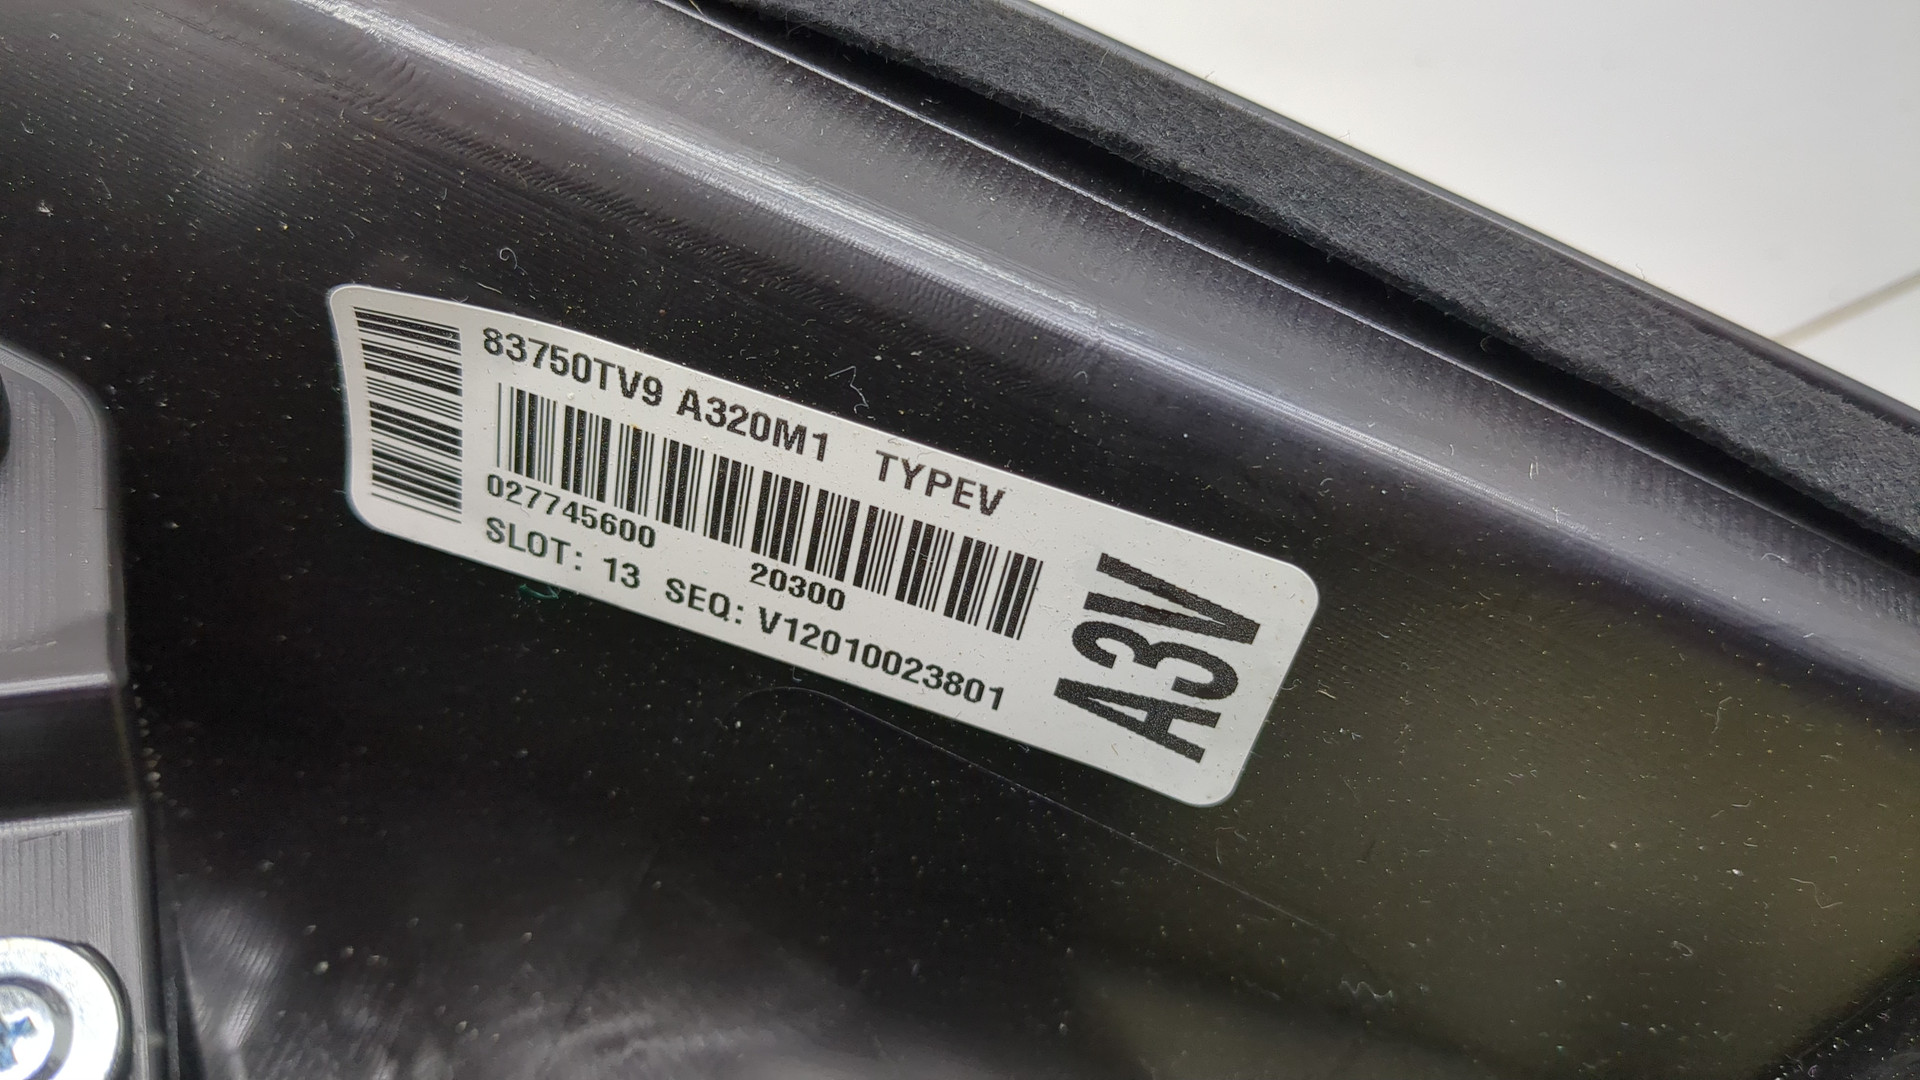 83750TV9 A320M1 TYPEV
027745600
20300
SLOT: 13 SEQ: V12010023801
A3V